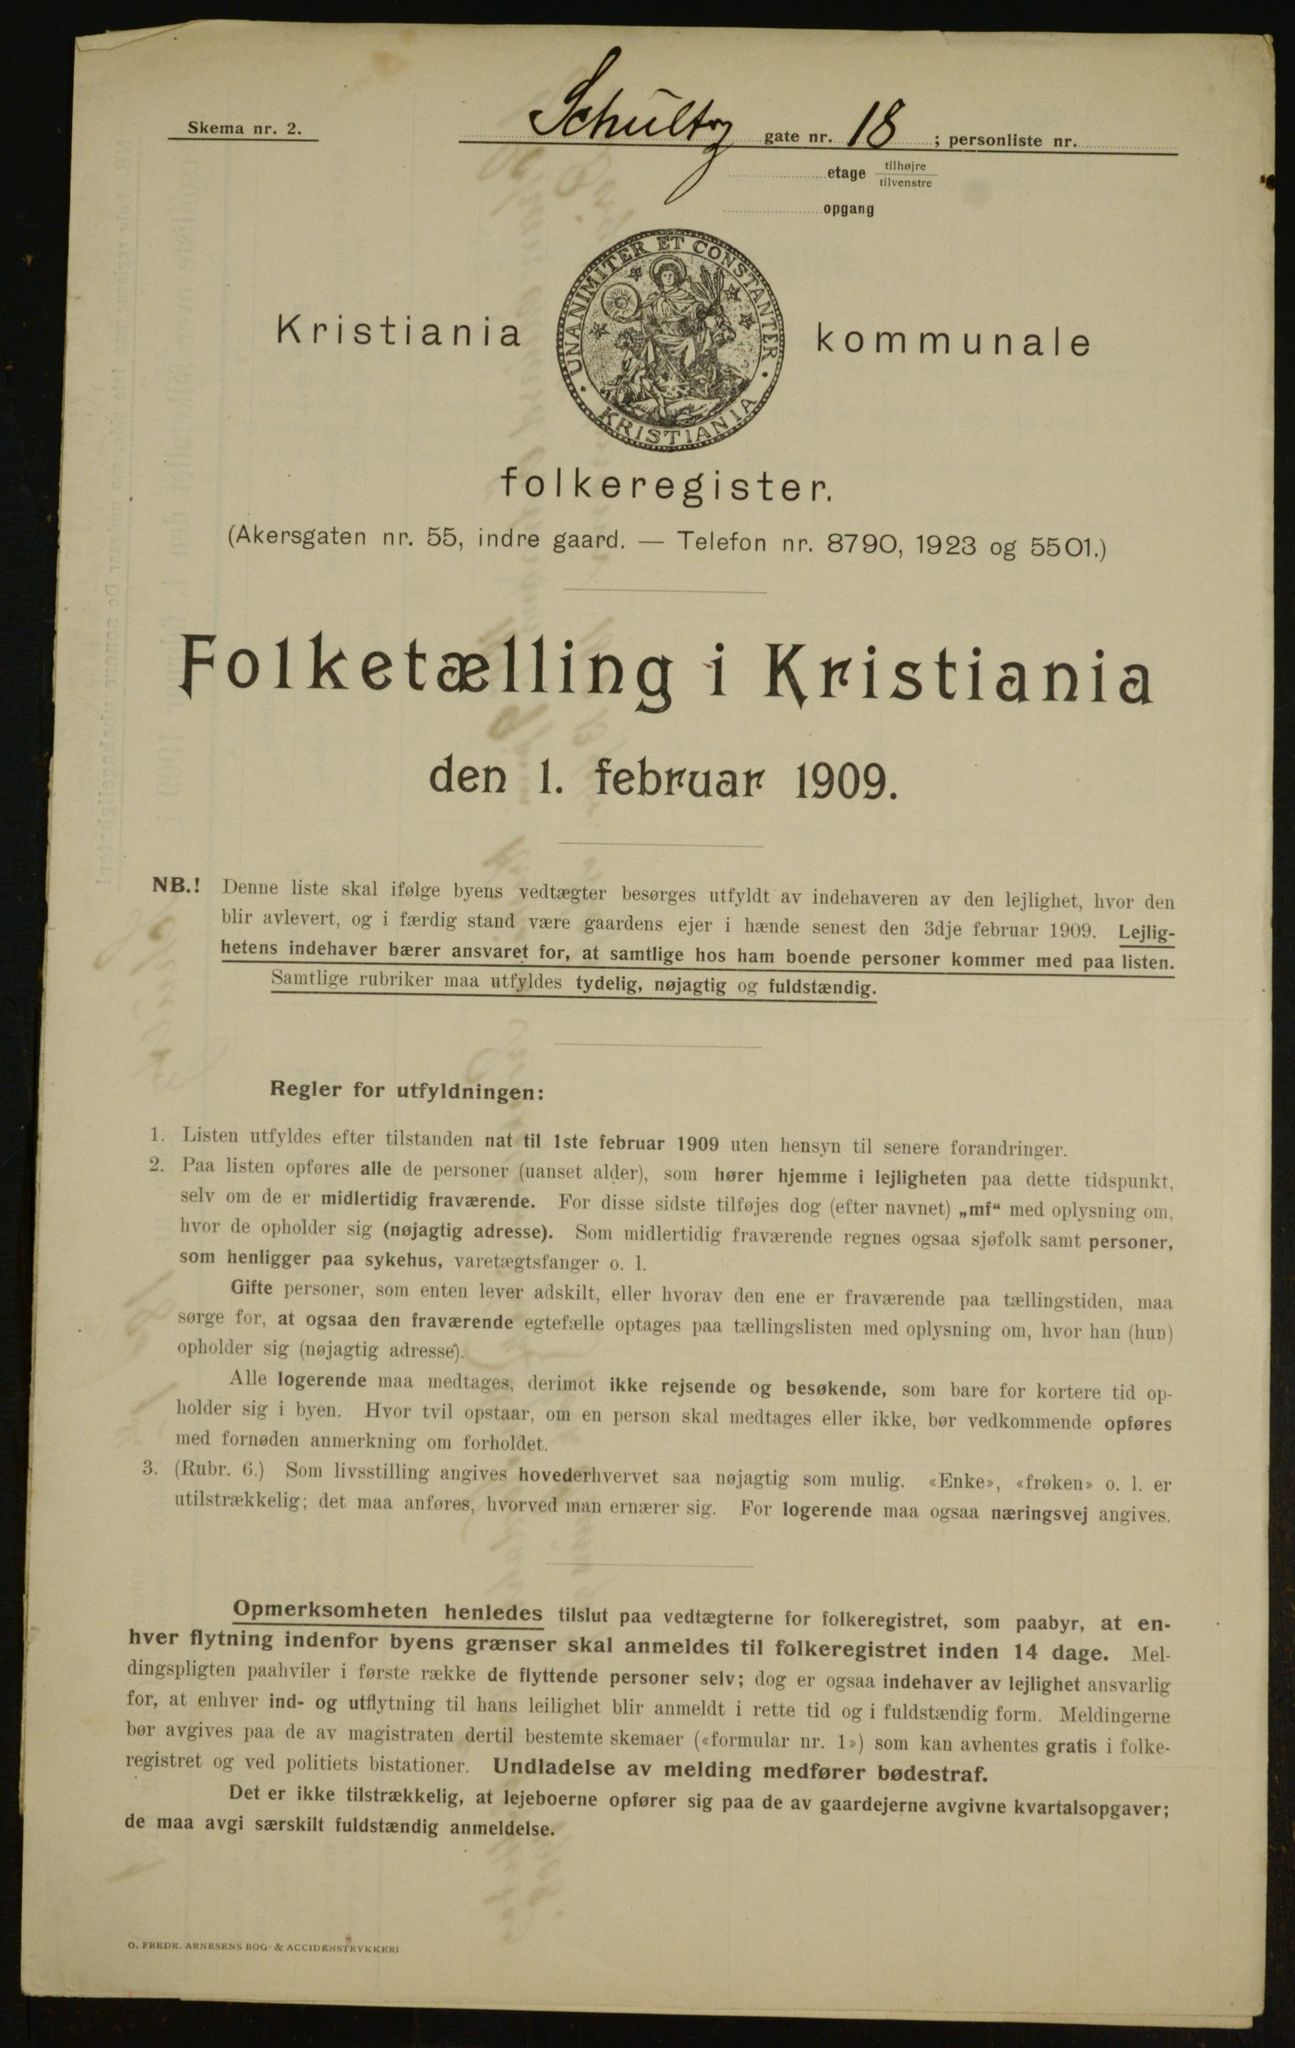 Skema nr. 2.
Schultz gate nr. 18; personliste nr.
etage tilhøjre
tilvenstre
opgang
UNANIMITER ET CONSTANTER
KRISTIANIA
Kristiania kommunale
folkeregister.
(Akersgaten nr. 55, indre gaard. — Telefon nr. 8790, 1923 og 5501.)
Folketælling i Kristiania
den 1. februar 1909.
NB.! Denne liste skal ifølge byens vedtægter besørges utfyldt av indehaveren av den lejlighet, hvor den
blir avlevert, og i færdig stand være gaardens ejer i hænde senest den 3dje februar 1909. Lejlig-
hetens indehaver bærer ansvaret for, at samtlige hos ham boende personer kommer med paa listen.
Samtlige rubriker maa utfyldes tydelig, nøjagtig og fuldstændig.
Regler for utfyldningen:
1. Listen utfyldes efter tilstanden nat til 1ste februar 1909 uten hensyn til senere forandringer.
2. Paa listen opføres alle de personer (uanset alder), som hører hjemme i lejligheten paa dette tidspunkt,
selv om de er midlertidig fraværende. For disse sidste tilføjes dog (efter navnet) „mf“ med oplysning om,
hvor de opholder sig (nøjagtig adresse). Som midlertidig fraværende regnes ogsaa sjøfolk samt personer,
som henligger paa sykehus, varetægtsfanger o. l.
Gifte personer, som enten lever adskilt, eller hvorav den ene er fraværende paa tællingstiden, maa
sørge for, at ogsaa den fraværende egtefælle optages paa tællingslisten med oplysning om, hvor han (hun)
opholder sig (nøjagtig adresse).
Alle logerende maa medtages, derimot ikke rejsende og besøkende, som bare for kortere tid op-
holder sig i byen. Hvor tvil opstaar, om en person skal medtages eller ikke, bør vedkommende opføres
med fornøden anmerkning om forholdet.
3. (Rubr. 6.) Som livsstilling angives hovederhvervet saa nøjagtig som mulig. «Enke», «frøken» o. l. er
utilstrækkelig; det maa anføres, hvorved man ernærer sig. For logerende maa ogsaa næringsvej angives.
Opmerksomheten henledes tilslut paa vedtægterne for folkeregistret, som paabyr, at en-
hver flytning indenfor byens grænser skal anmeldes til folkeregistret inden 14 dage. Mel-
dingspligten paahviler i første række de flyttende personer selv; dog er ogsaa indehaver av lejlighet ansvarlig
for, at enhver ind- og utflytning til hans leilighet blir anmeldt i rette tid og i fuldstændig form. Meldingerne
bør avgives paa de av magistraten dertil bestemte skemaer («formular nr. 1») som kan avhentes gratis i folke-
registret og ved politiets bistationer. Undladelse av melding medfører bødestraf.
Det er ikke tilstrækkelig, at lejeboerne opfører sig paa de av gaardejerne avgivne kvartalsopgaver;
de maa avgi særskilt fuldstændig anmeldelse.
O. FREDR. ARNESENS BOG- & ACCIDENSTRYKKERI